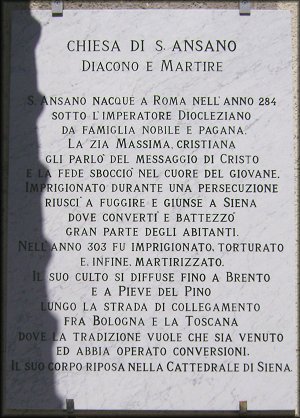 CHIESA DI S. ANSANO
DIACONO E MARTIRE
S. ANSANO NACQUE A ROMA NELL'ANNO 284
SOTTO L'IMPERATORE DIOCLEZIANO
DA FAMIGLIA NOBILE E PAGANA.
LA ZIA MASSIMA, CRISTIANA
GLI PARLO' DEL MESSAGGIO DI CRISTO
E LA FEDE SBOCCIO' NEL CUORE DEL GIOVANE.
IMPRIGIONATO DURANTE UNA PERSECUZIONE
RIUSCI' A FUGGIRE E GIUNSE A SIENA
DOVE CONVERTI' E BATTEZZO'
GRAN PARTE DEGLI ABITANTI.
NELL'ANNO 303 FU IMPRIGIONATO, TORTURATO
E, INFINE, MARTIRIZZATO.
IL SUO CULTO SI DIFFUSE FINO A BRENTO
E A PIEVE DEL PINO
LUNGO LA STRADA DI COLLEGAMENTO
FRA BOLOGNA E LA TOSCANA
DOVE LA TRADIZIONE VUOLE CHE SIA VENUTO
ED ABBIA OPERATO CONVERSIONI.
IL SUO CORPO RIPOSA NELLA CATTEDRALE DI SIENA.